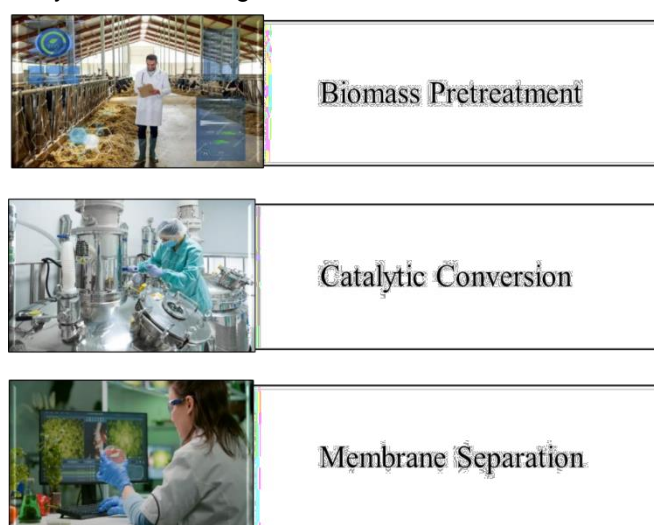 Biomass Pretreatment
Catalytic Conversion
Membrane Separation